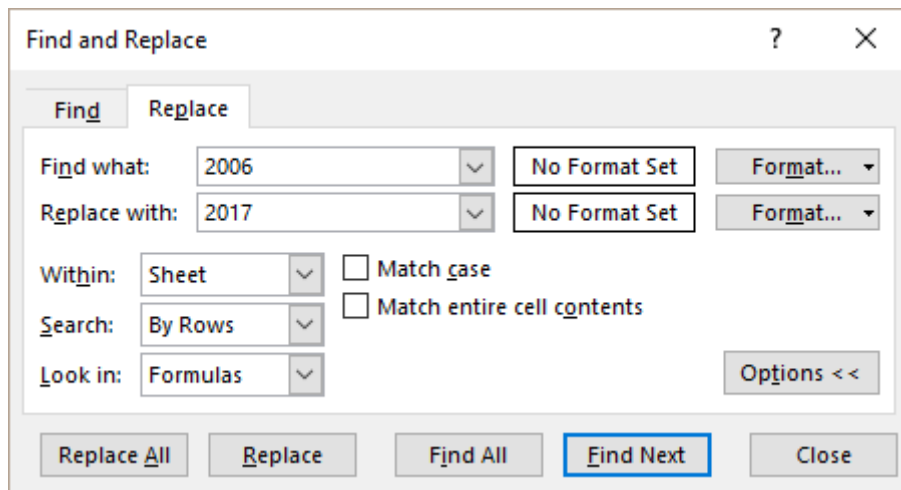 Find and Replace ?
Find Replace
Find what: 2006 No Format Set Format...
Replace with: 2017 No Format Set Format...
Within: Sheet Match case
Match entire cell contents
Search: By Rows
Look in: Formulas Options <<
Replace All Replace Find All Find Next Close